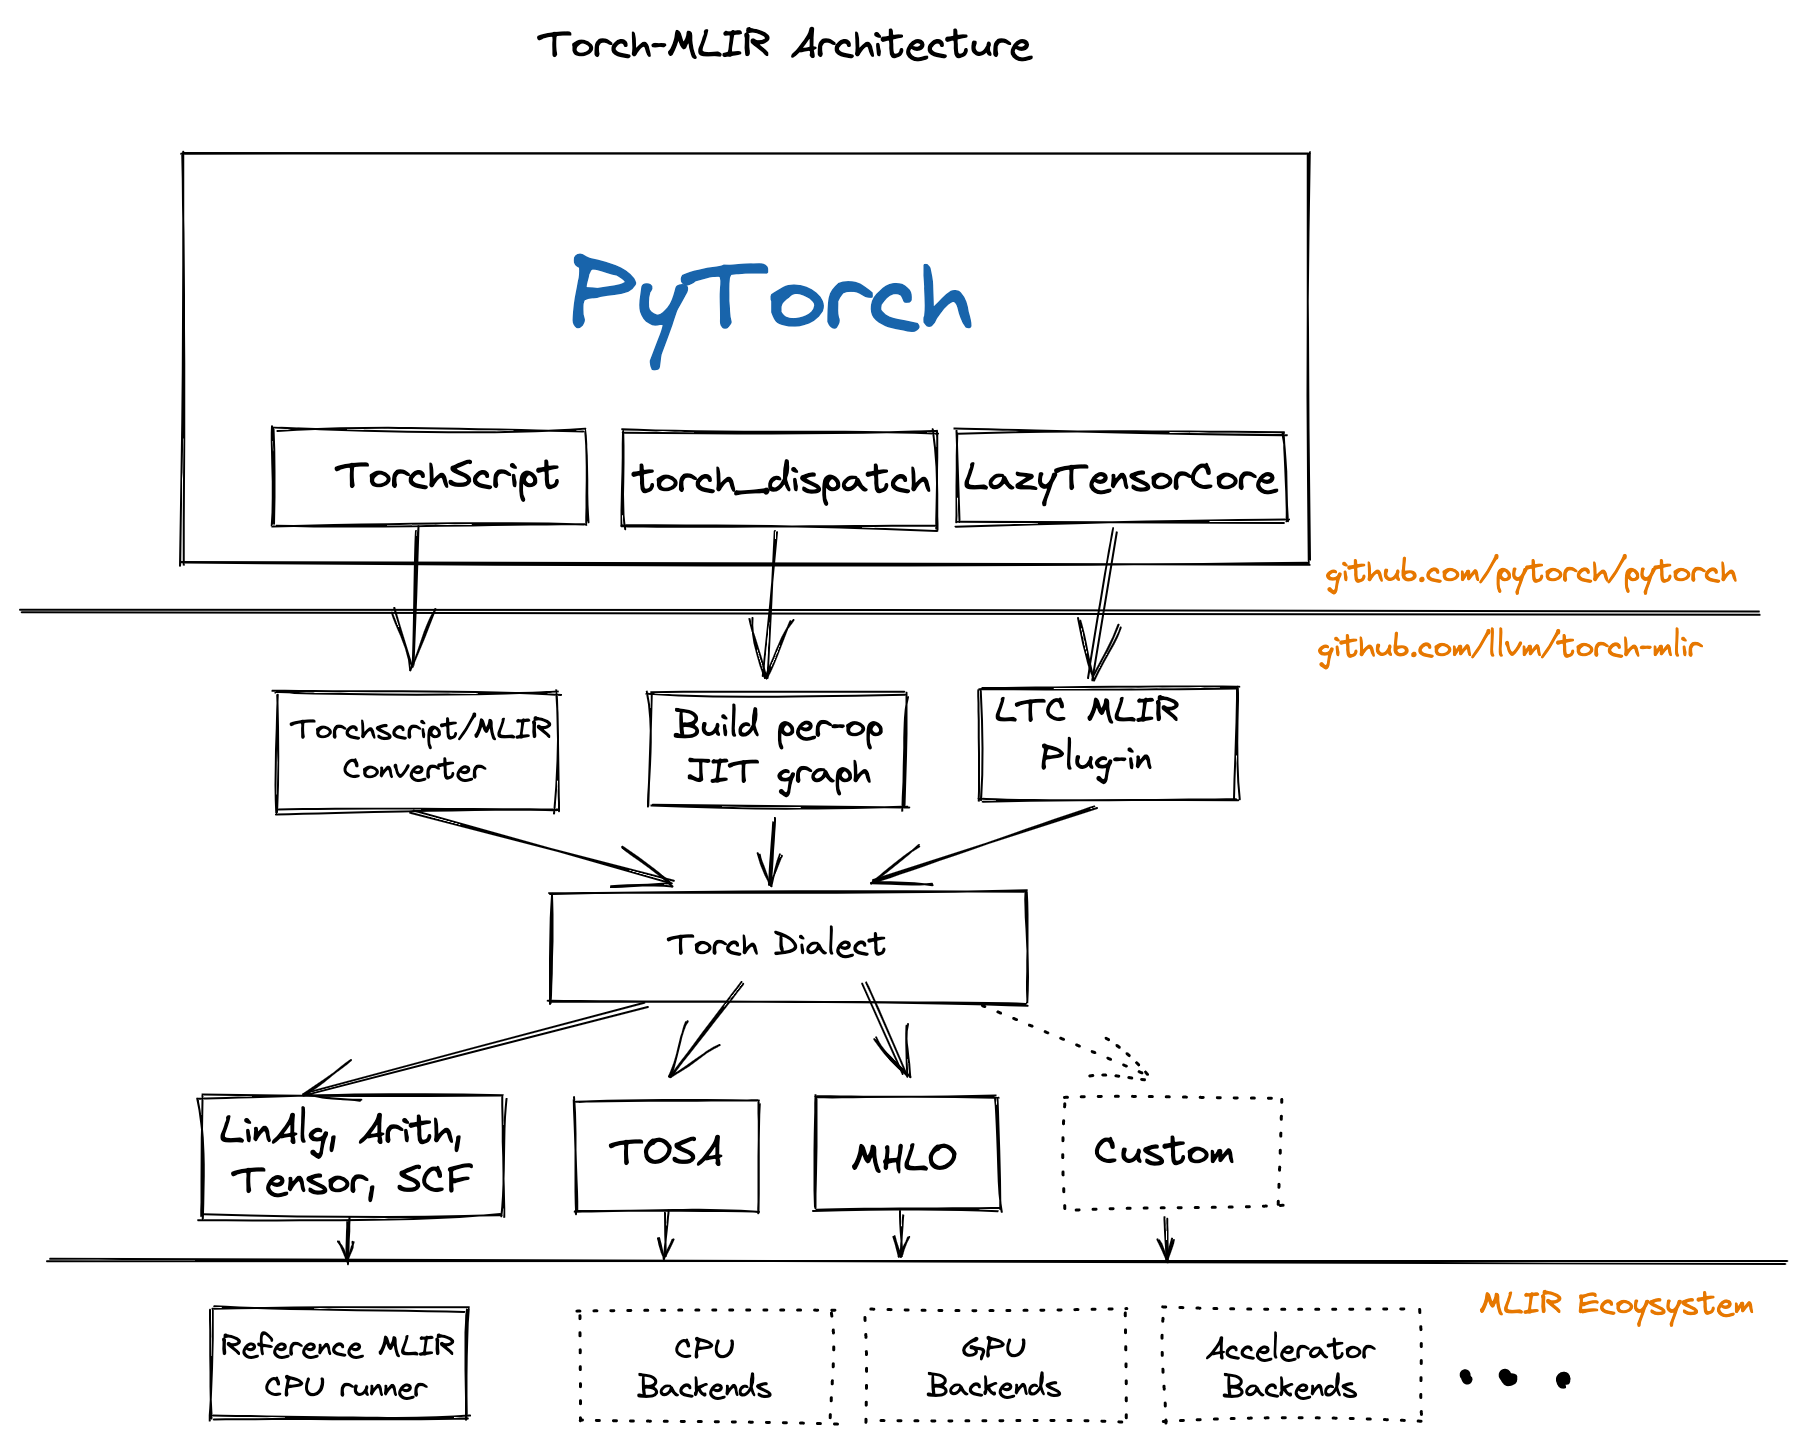 Torch-MLIR Architecture
PyTorch
TorchScript
torch_dispatch
LazyTensorCore
github.com/pytorch/pytorch
github.com/llvm/torch-mlir
Torchscript/MLIR
Converter
Build per-op
JIT graph
LTC MLIR
Plug-in
Torch Dialect
LinAlg, Arith,
Tensor, SCF
TOSA
MHLO
Custom
MLIR Ecoysystem
Reference MLIR
CPU runner
CPU
Backends
GPU
Backends
Accelerator
Backends